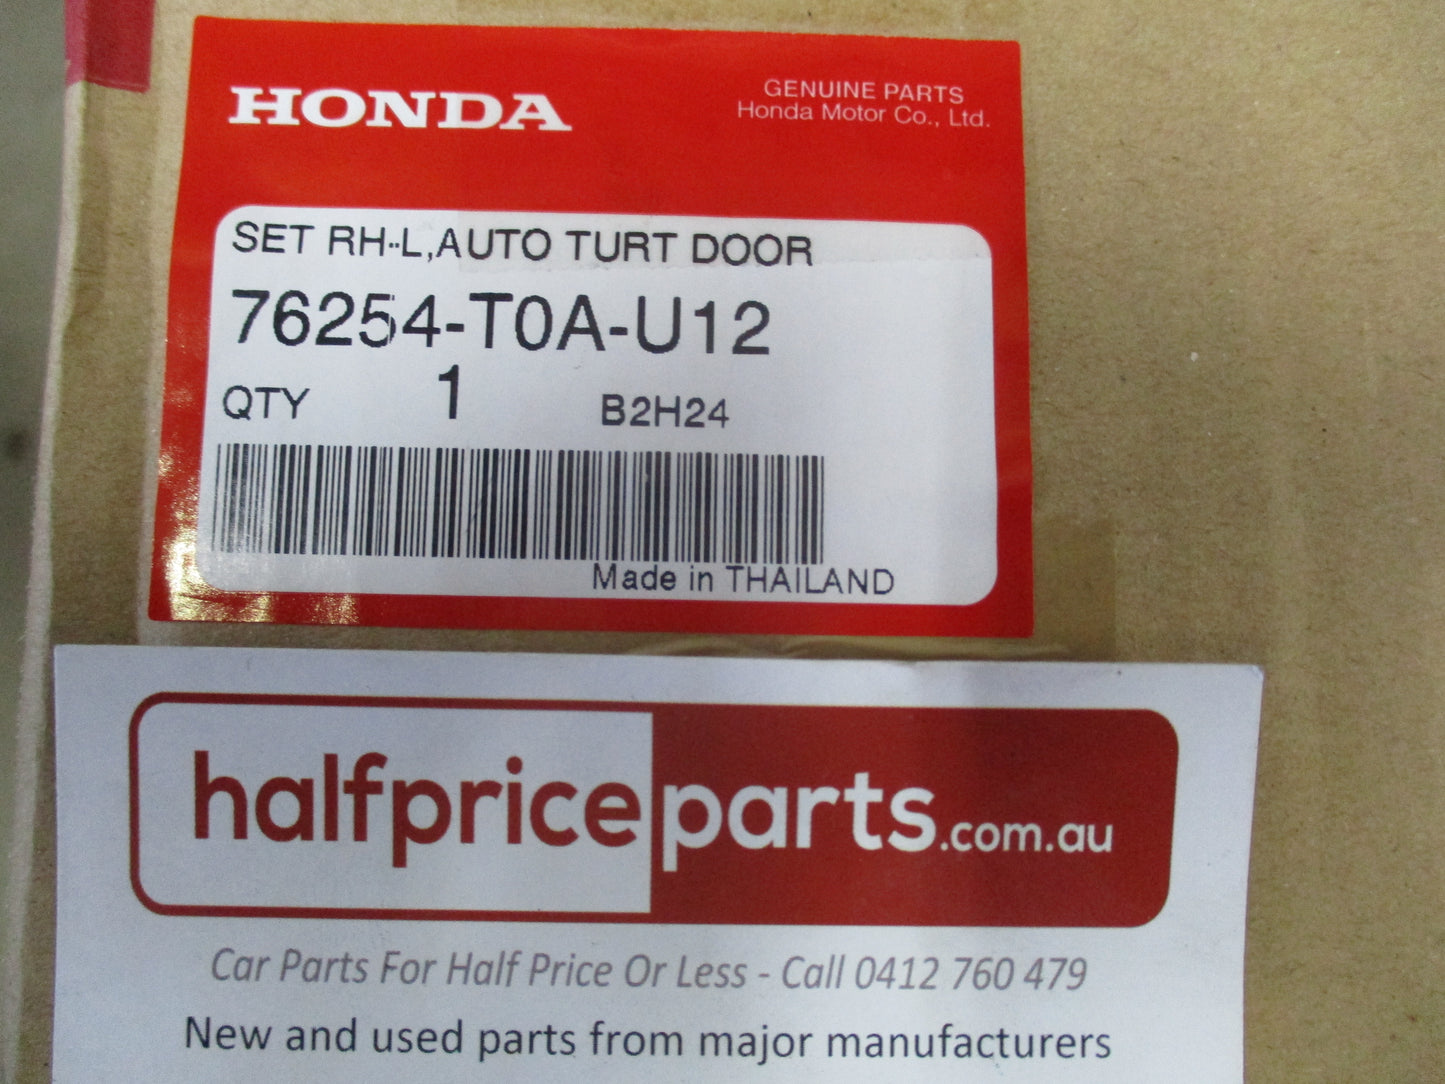 HONDA
GENUINE PARTS
Honda Motor Co., Ltd.
SET RH-L,AUTO TURT DOOR
76254-T0A-U12
QTY 1 B2H24
Made in THAILAND
halfpriceparts.com.au
Car Parts For Half Price Or Less - Call 0412 760 479
New and used parts from major manufacturers